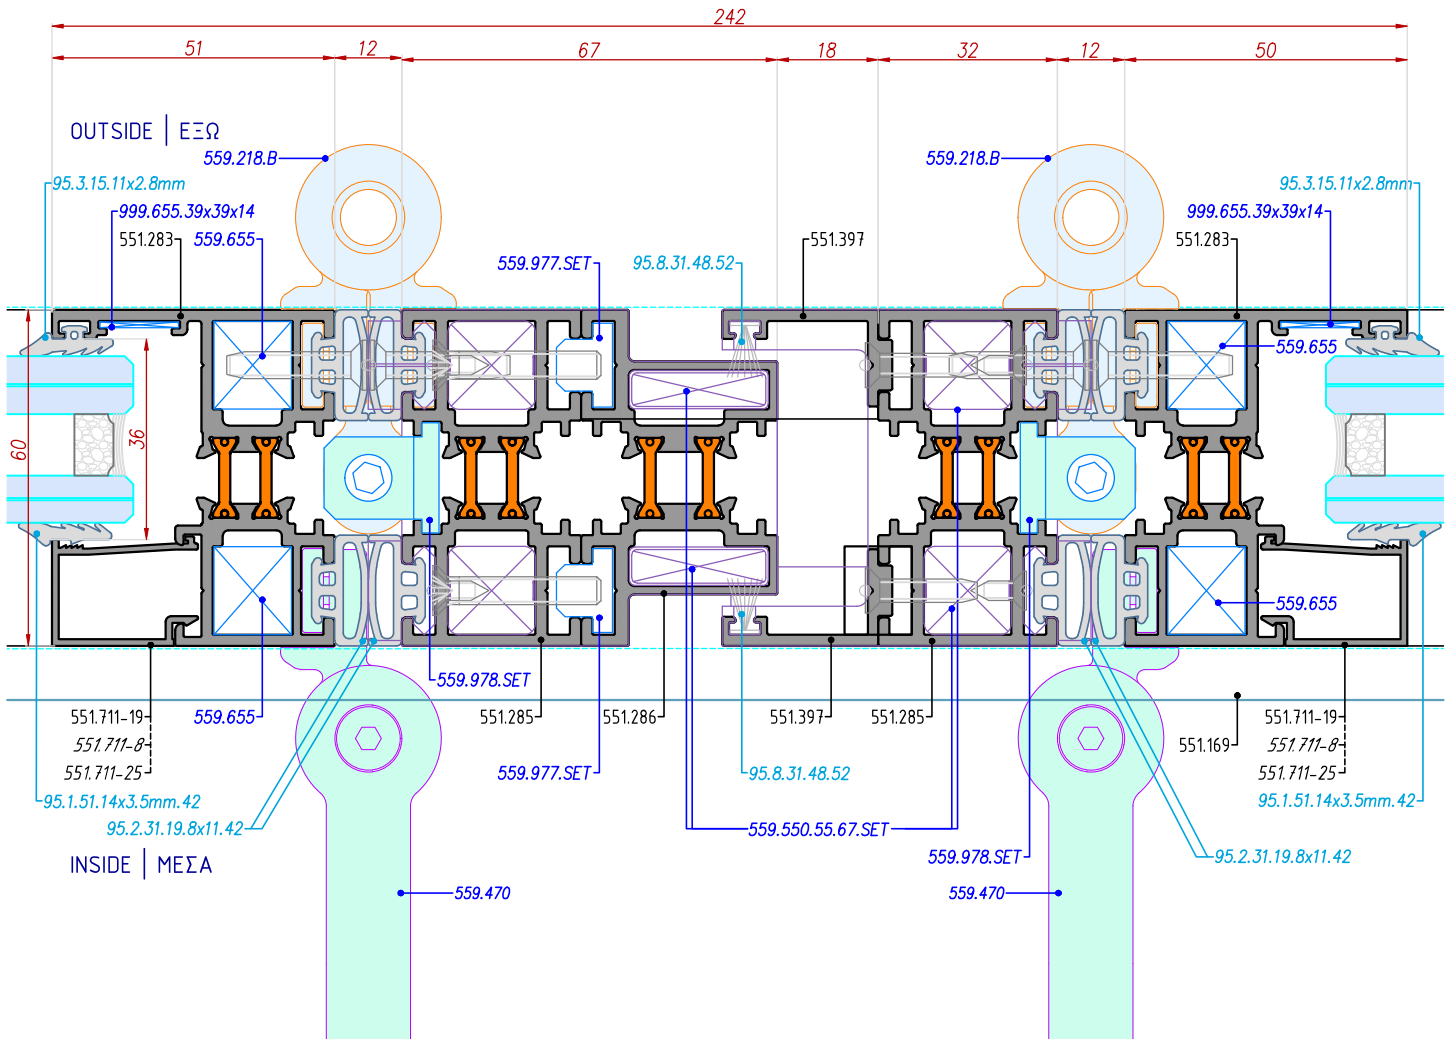 242
51 12 67 18 32 12 50
OUTSIDE | ΕΞΩ
559.218.B 559.218.B
95.3.15.11x2.8mm 95.3.15.11x2.8mm
999.655.39x39x14 999.655.39x39x14
551.283 559.655 551.397 551.283
559.977.SET 95.8.31.48.52
559.655
60 36
559.655
559.978.SET
551.711-19 559.655 551.285 551.286 551.397 551.285 551.711-19
551.711-8 551.169 551.711-8
551.711-25 559.977.SET 95.8.31.48.52 551.711-25
95.1.51.14x3.5mm.42 95.1.51.14x3.5mm.42
95.2.31.19.8x11.42 559.550.55.67.SET
559.978.SET 95.2.31.19.8x11.42
INSIDE | ΜΕΣΑ
559.470 559.470